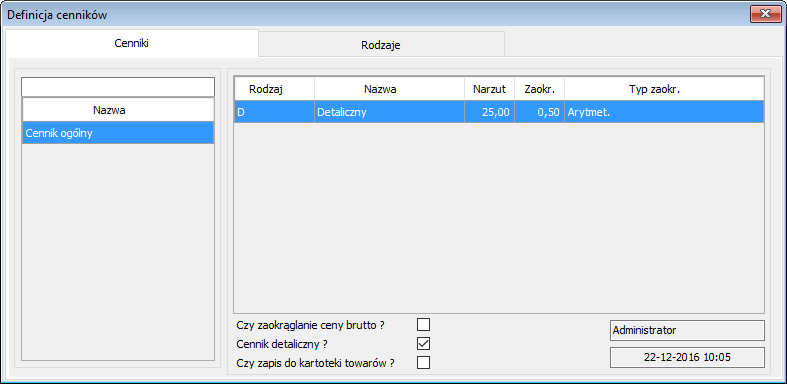 Definicja cenników
Cenniki
Rodzaje
Nazwa
Cennik ogólny
Rodzaj Nazwa Narzut Zaokr. Typ zaokr.
D Detaliczny 25,00 0,50 Arytmet.
Czy zaokrąglanie ceny brutto ?
Cennik detaliczny ?
Czy zapis do kartoteki towarów ?
Administrator
22-12-2016 10:05